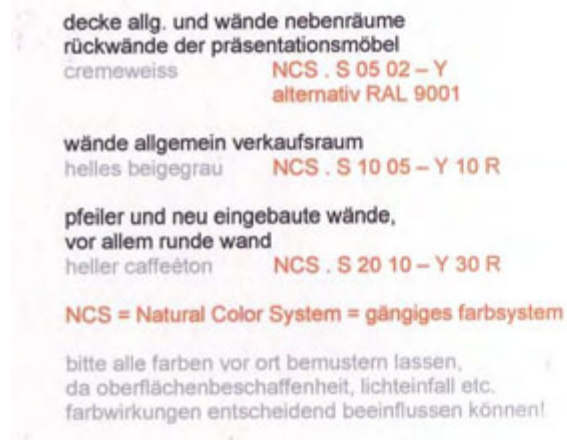 decke allg. und wände nebenräume
rückwände der präsentationsmöbel
cremeweiss NCS . S 05 02 – Y
alternativ RAL 9001
wände allgemein verkaufsraum
helles beigegrau NCS . S 10 05 – Y 10 R
pfeiler und neu eingebaute wände,
vor allem runde wand
heller caffeéton NCS . S 20 10 – Y 30 R
NCS = Natural Color System = gängiges farbsystem
bitte alle farben vor ort bemustern lassen,
da oberflächenbeschaffenheit, lichteinfall etc.
farbwirkungen entscheidend beeinflussen können!